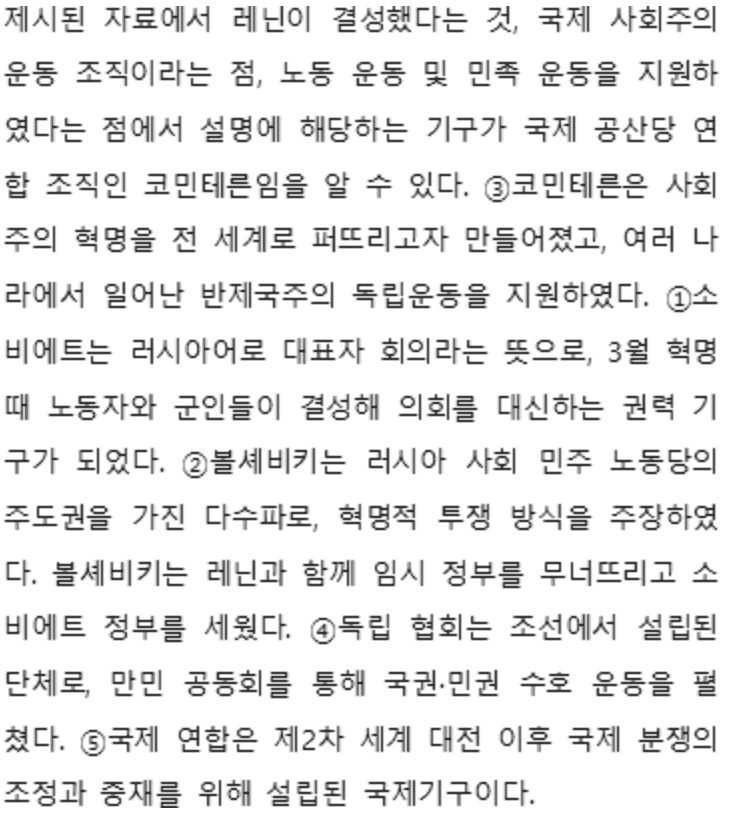 제시된 자료에서 레닌이 결성했다는 것, 국제 사회주의
운동 조직이라는 점, 노동 운동 및 민족 운동을 지원하
였다는 점에서 설명에 해당하는 기구가 국제 공산당 연
합 조직인 코민테른임을 알 수 있다. ③코민테른은 사회
주의 혁명을 전 세계로 퍼뜨리고자 만들어졌고, 여러 나
라에서 일어난 반제국주의 독립운동을 지원하였다. ①소
비에트는 러시아어로 대표자 회의라는 뜻으로, 3월 혁명
때 노동자와 군인들이 결성해 의회를 대신하는 권력 기
구가 되었다. ②볼셰비키는 러시아 사회 민주 노동당의
주도권을 가진 다수파로, 혁명적 투쟁 방식을 주장하였
다. 볼셰비키는 레닌과 함께 임시 정부를 무너뜨리고 소
비에트 정부를 세웠다. ④독립 협회는 조선에서 설립된
단체로, 만민 공동회를 통해 국권·민권 수호 운동을 펼
쳤다. ⑤국제 연합은 제2차 세계 대전 이후 국제 분쟁의
조정과 중재를 위해 설립된 국제기구이다.